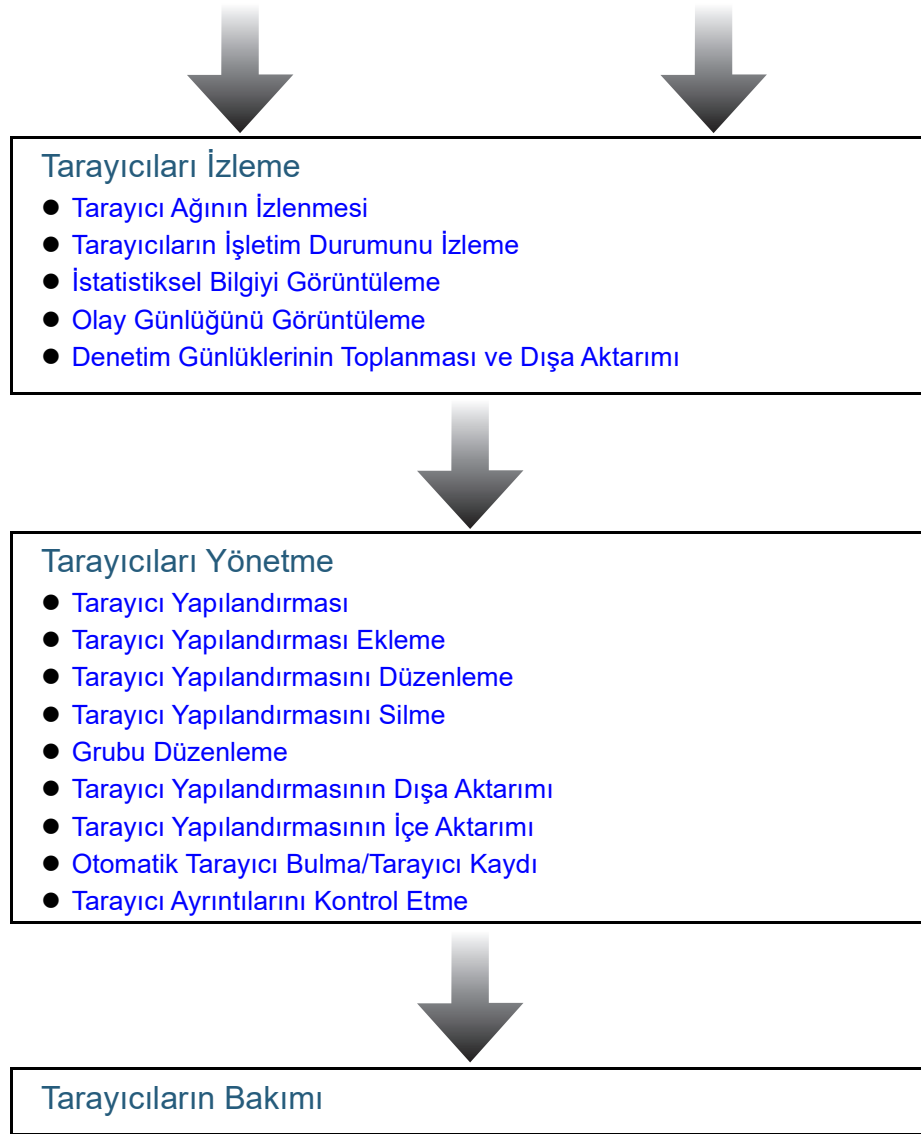 Tarayıcıları İzleme
● Tarayıcı Ağının İzlenmesi
● Tarayıcıların İşletim Durumunu İzleme
● İstatistiksel Bilgiyi Görüntüleme
● Olay Günlüğünü Görüntüleme
● Denetim Günlüklerinin Toplanması ve Dışa Aktarımı
Tarayıcıları Yönetme
● Tarayıcı Yapılandırması
● Tarayıcı Yapılandırması Ekleme
● Tarayıcı Yapılandırmasını Düzenleme
● Tarayıcı Yapılandırmasını Silme
● Grubu Düzenleme
● Tarayıcı Yapılandırmasının Dışa Aktarımı
● Tarayıcı Yapılandırmasının İçe Aktarımı
● Otomatik Tarayıcı Bulma/Tarayıcı Kaydı
● Tarayıcı Ayrıntılarını Kontrol Etme
Tarayıcıların Bakımı